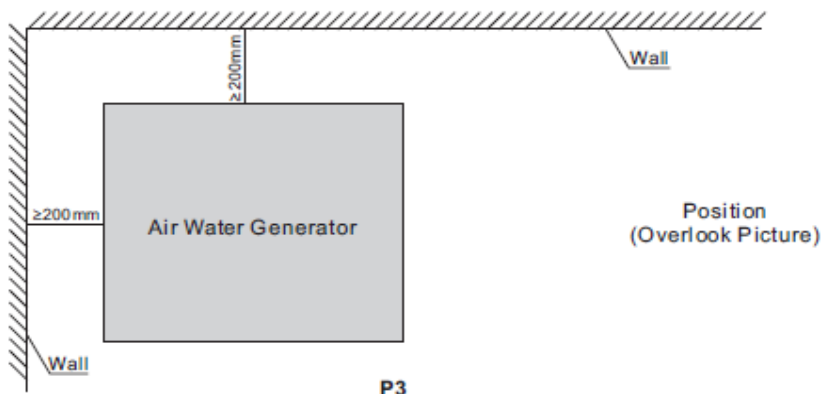 ≥200mm
Wall
≥200mm
Air Water Generator
Position
(Overlook Picture)
Wall
P3